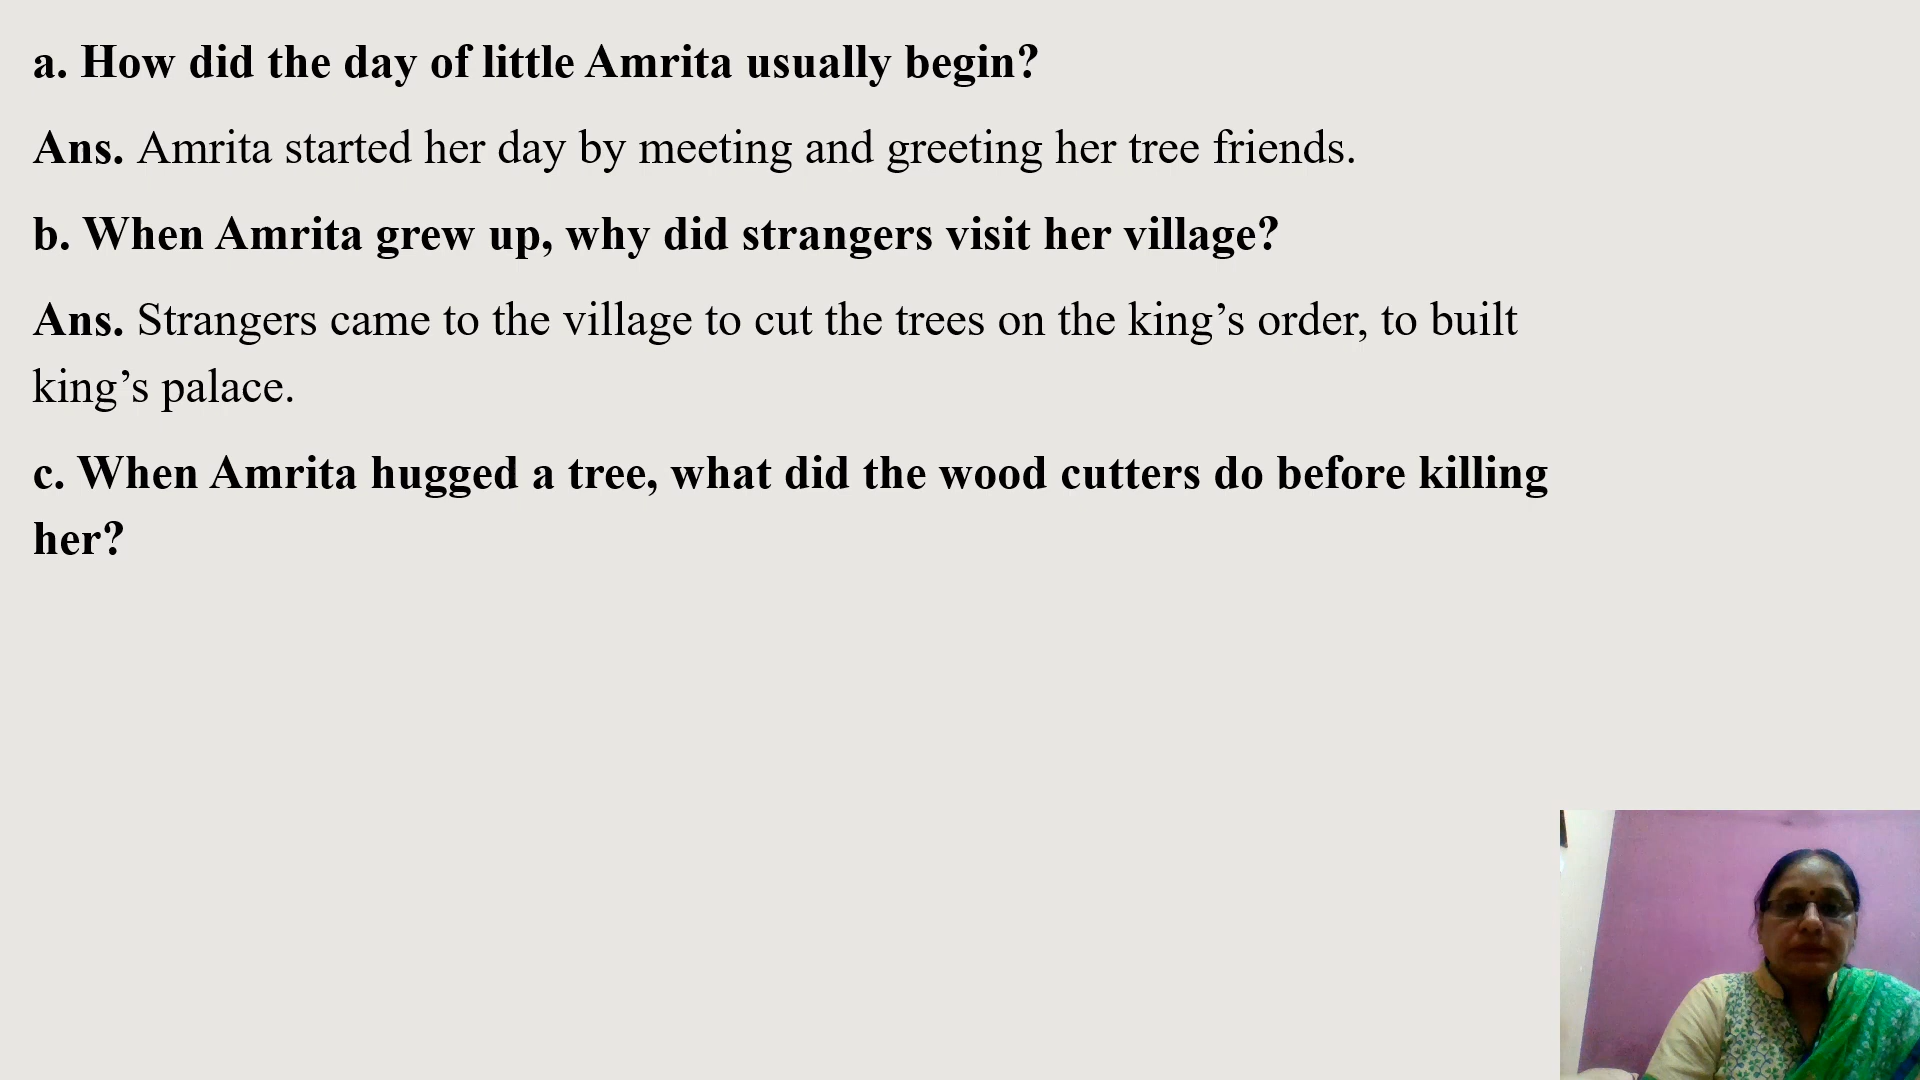 a. How did the day of little Amrita usually begin?
Ans. Amrita started her day by meeting and greeting her tree friends.
b. When Amrita grew up, why did strangers visit her village?
Ans. Strangers came to the village to cut the trees on the king’s order, to built
king’s palace.
c. When Amrita hugged a tree, what did the wood cutters do before killing
her?